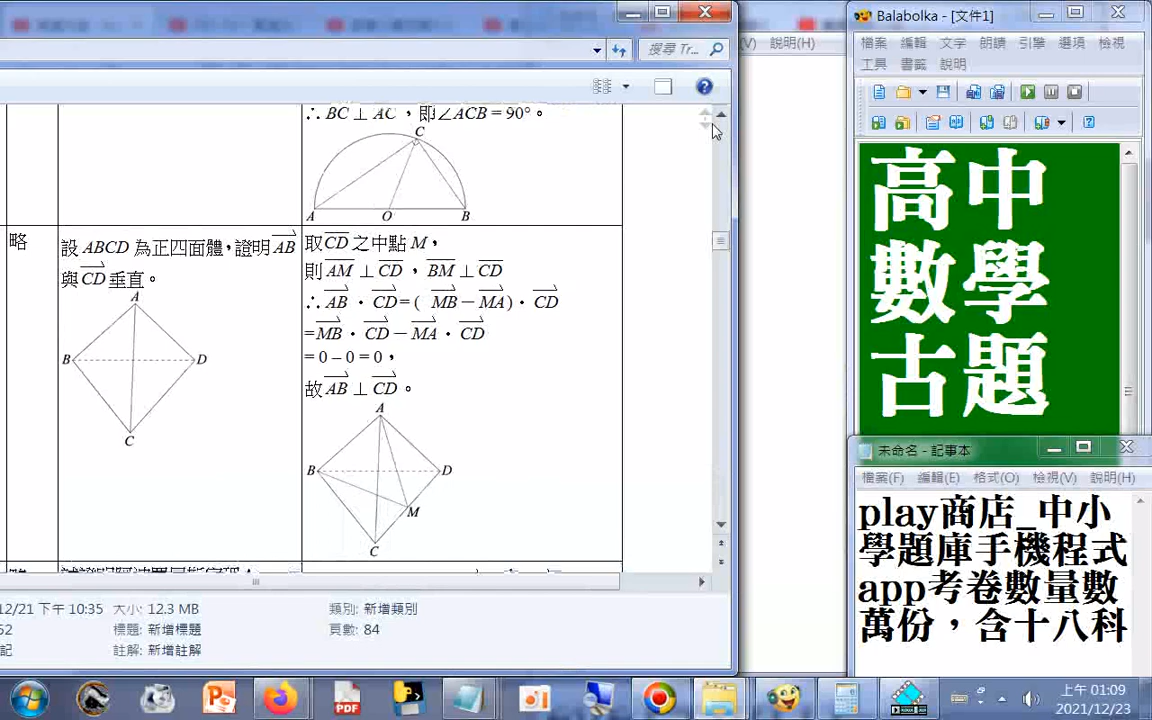 搜尋 Tr...
∴ BC ⊥ AC，即∠ACB = 90°。
C
A
O
B
略
設 ABCD 為正四面體，證明 AB
與 CD 垂直。
A
B
D
C
取 CD 之中點 M，
則 AM ⊥ CD，BM ⊥ CD
∴ AB · CD = ( MB － MA ) · CD
= MB · CD － MA · CD
= 0 – 0 = 0，
故 AB ⊥ CD。
A
B
D
M
C
12/21 下午 10:35
大小: 12.3 MB
類別: 新增類別
標題: 新增標題
頁數: 84
註解: 新增註解
(V)
說明(H)
Balabolka - [文件1]
檔案 編輯 文字 朗讀 引擎 選項 檢視
工具 書籤 說明
高中
數學
古題
未命名 - 記事本
檔案(F) 編輯(E) 格式(O) 檢視(V) 說明(H)
play商店_中小
學題庫手機程式
app考卷數量數
萬份，含十八科
PDF
上午 01:09
2021/12/23